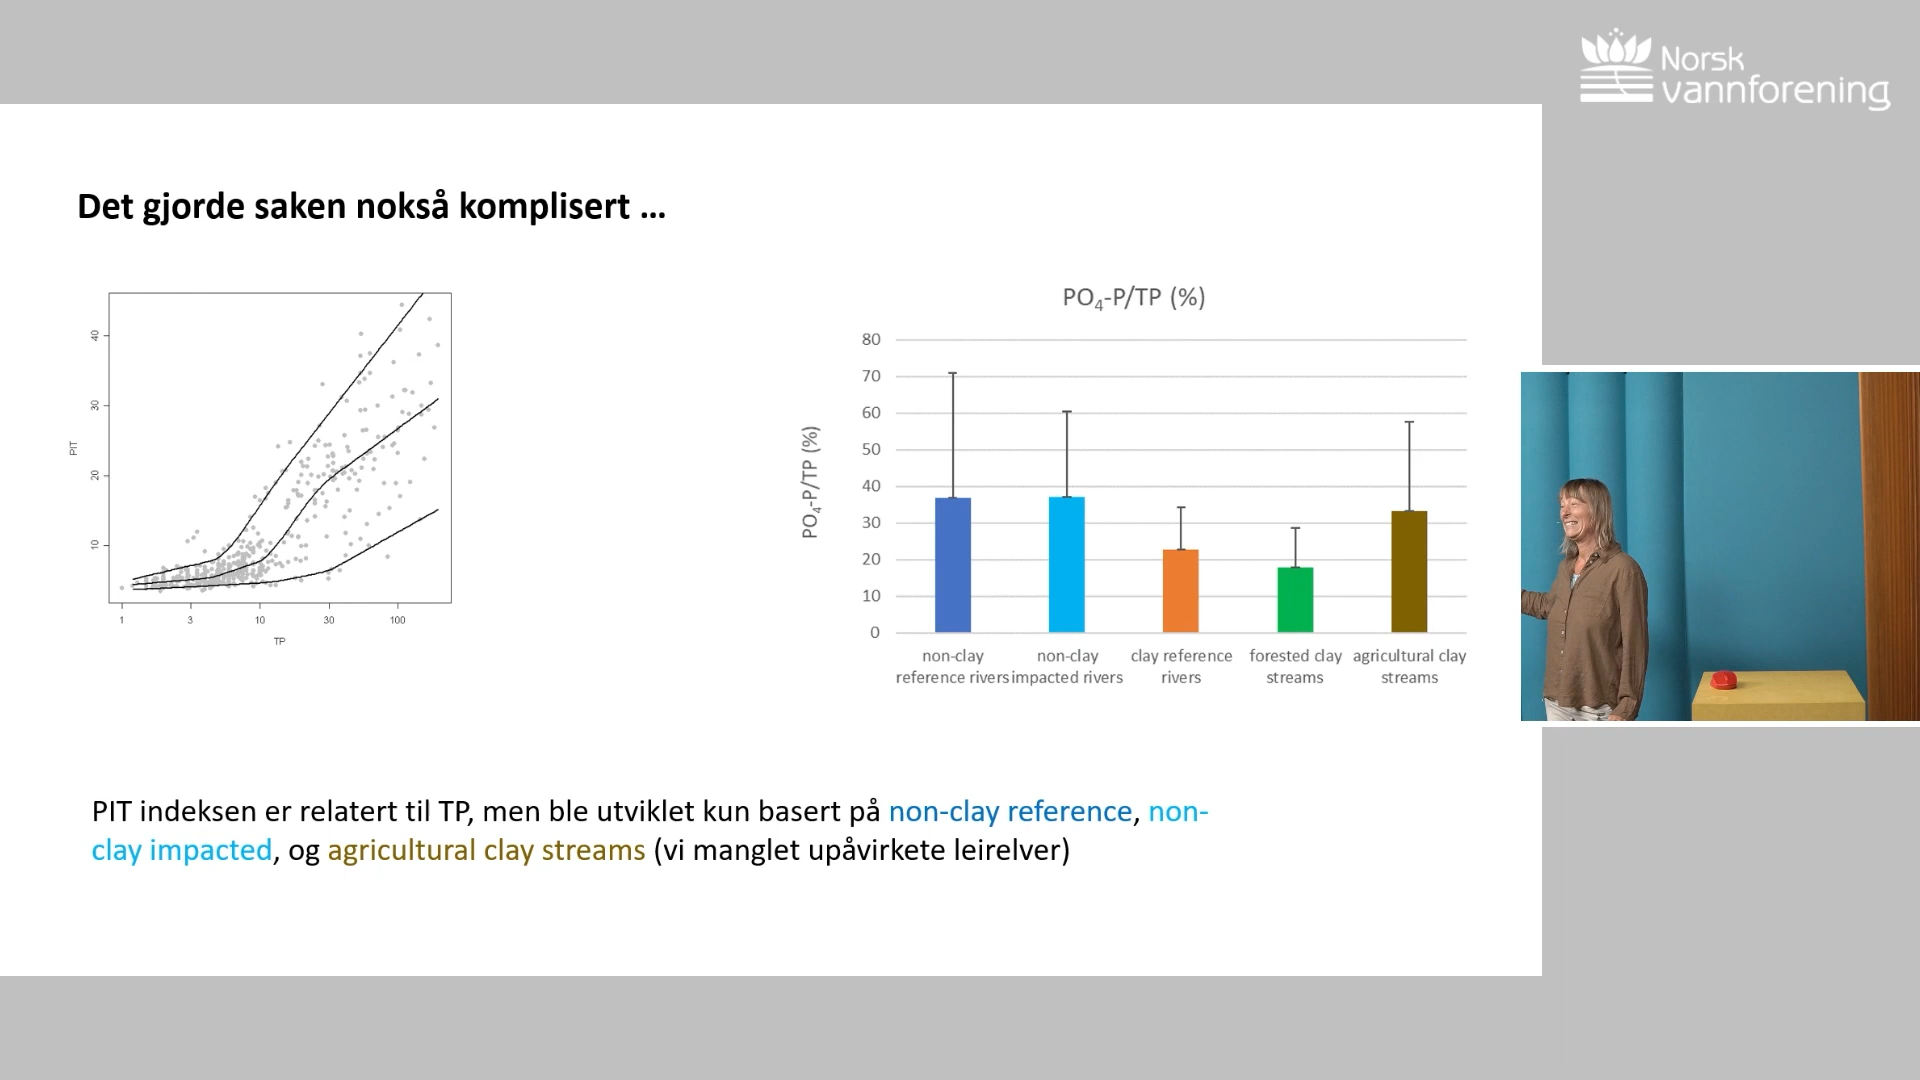 Norsk
vannforening
Det gjorde saken nokså komplisert ...
PIT
40
30
20
10
1 3 10 30 100
TP
PO4-P/TP (%)
PO4-P/TP (%)
80
70
60
50
40
30
20
10
0
non-clay reference rivers
non-clay impacted rivers
clay reference rivers
forested clay streams
agricultural clay streams
PIT indeksen er relatert til TP, men ble utviklet kun basert på non-clay reference, non-
clay impacted, og agricultural clay streams (vi manglet upåvirkete leirelver)